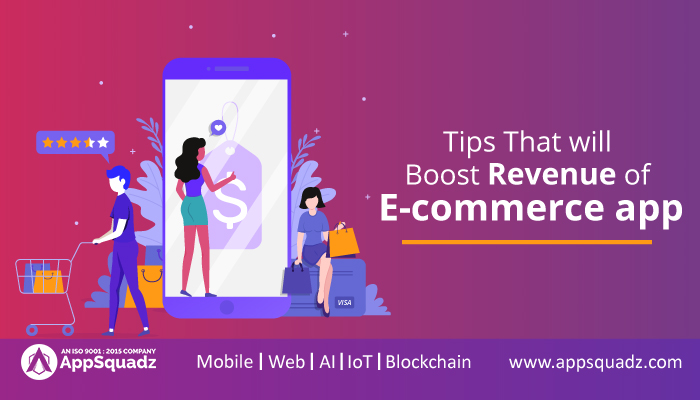 Tips That will
Boost Revenue of
E-commerce app
$
VISA
AN ISO 9001 : 2015 COMPANY
AppSquadz
Mobile | Web | AI | IoT | Blockchain
www.appsquadz.com